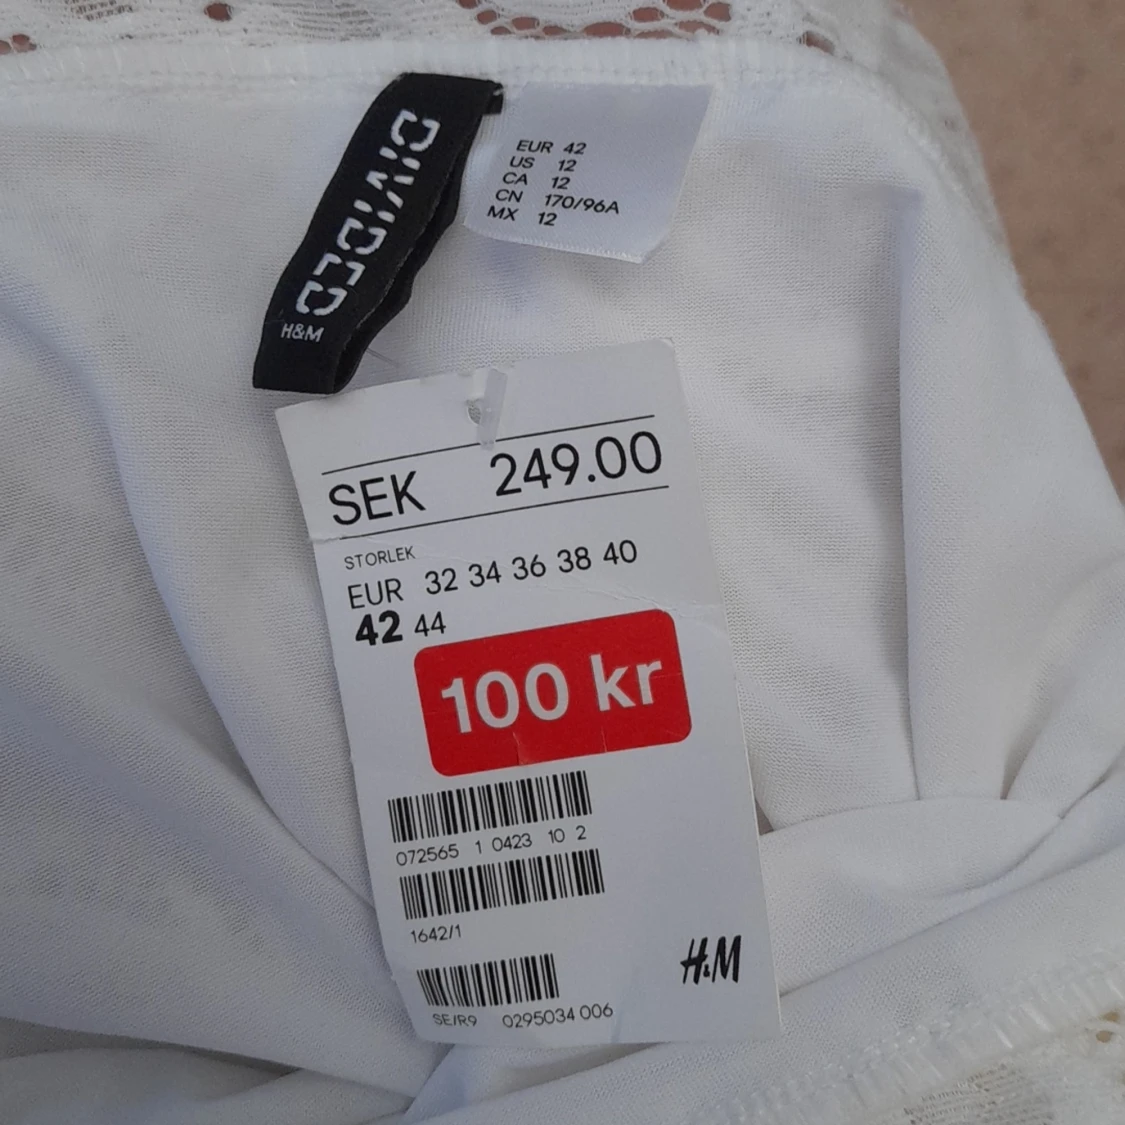 DIVIDED
H&M
EUR 42
US 12
CA 12
CN 170/96A
MX 12
SEK 249.00
STORLEK
EUR 32 34 36 38 40
42 44
100 kr
072565 1 0423 10 2
1642/1
H&M
SE/R9 0295034 006